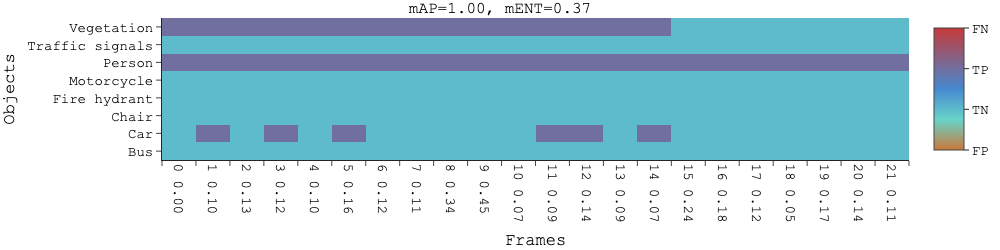 mAP=1.00, mENT=0.37
Objects
Vegetation
Traffic signals
Person
Motorcycle
Fire hydrant
Chair
Car
Bus
FN
TP
TN
FP
0 0.00
1 0.10
2 0.13
3 0.12
4 0.10
5 0.16
6 0.12
7 0.11
8 0.34
9 0.45
10 0.07
11 0.09
12 0.14
13 0.09
14 0.07
15 0.24
16 0.18
17 0.12
18 0.05
19 0.17
20 0.14
21 0.11
Frames